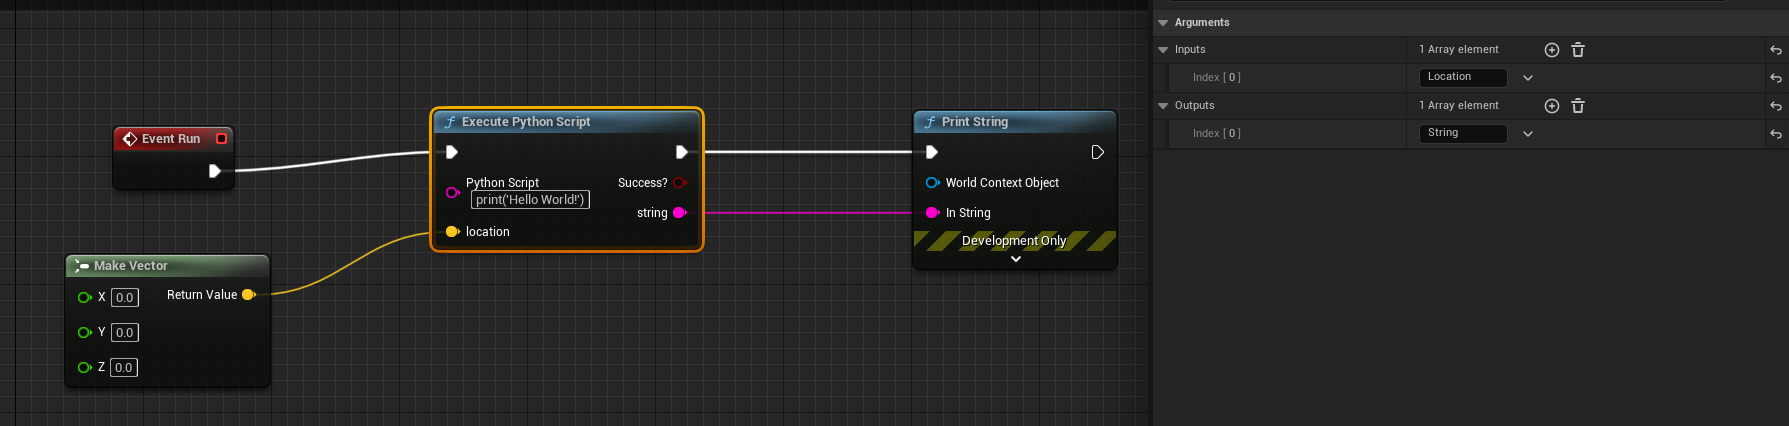 Event Run
Execute Python Script
Python Script
print('Hello World!')
Success?
string
location
Make Vector
X 0.0
Return Value
Y 0.0
Z 0.0
Print String
World Context Object
In String
Development Only
Arguments
Inputs 1 Array element
Index [ 0 ] Location
Outputs 1 Array element
Index [ 0 ] String